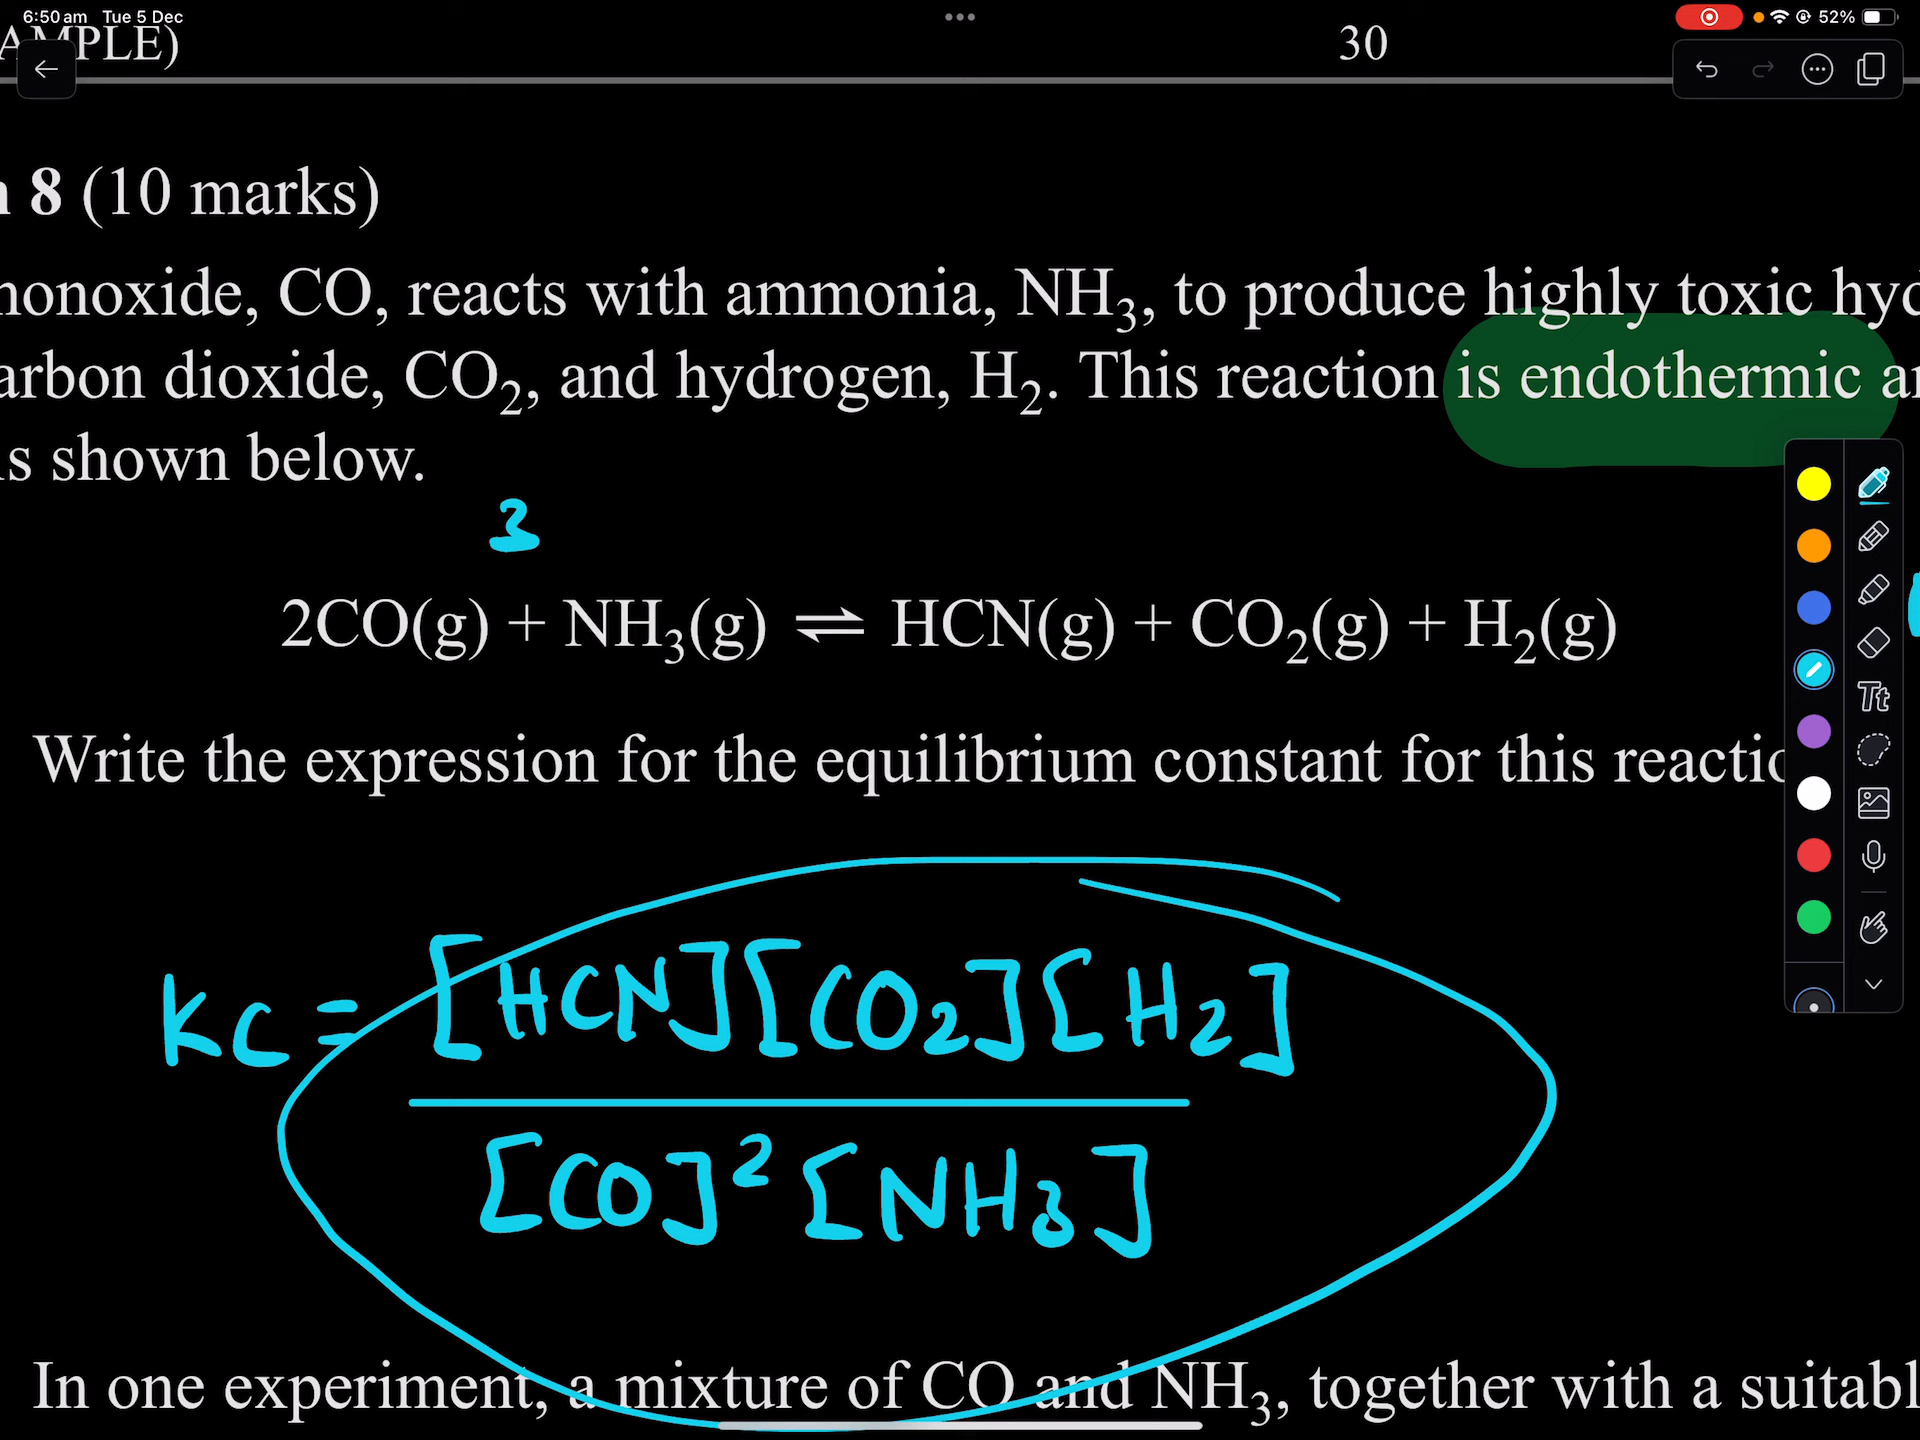 6:50 am Tue 5 Dec
52%
AMPLE) 30
8 (10 marks)
monoxide, CO, reacts with ammonia, NH₃, to produce highly toxic hyd
arbon dioxide, CO₂, and hydrogen, H₂. This reaction is endothermic a
is shown below.
3
2CO(g) + NH₃(g) ⇌ HCN(g) + CO₂(g) + H₂(g)
Write the expression for the equilibrium constant for this reactio
Kc = [HCN][CO₂][H₂]
[CO]² [NH₃]
In one experiment, a mixture of CO and NH₃, together with a suitabl
Tt